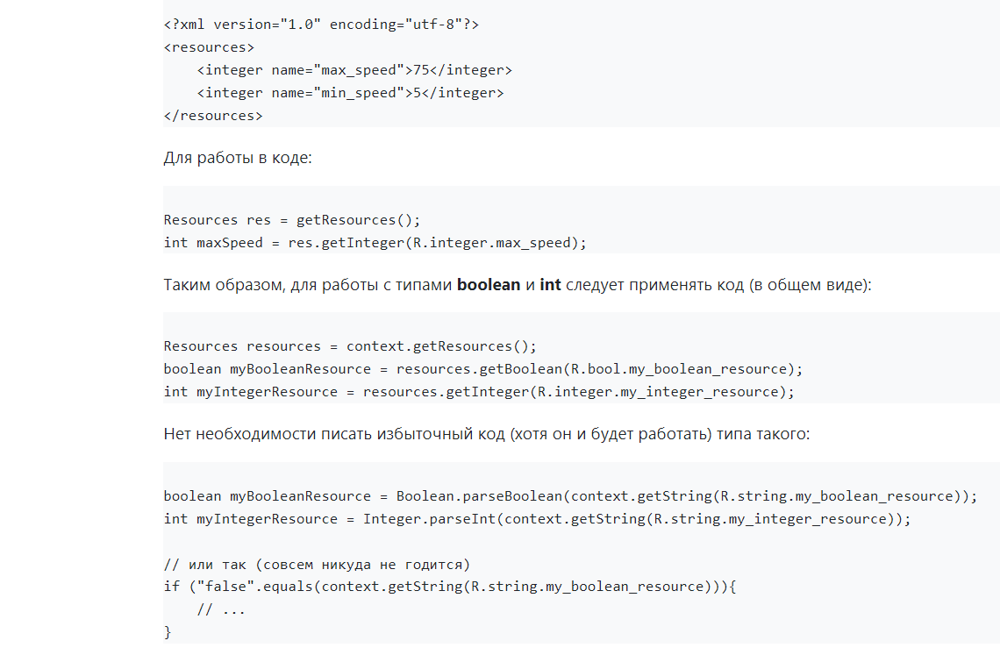 <?xml version="1.0" encoding="utf-8"?>
<resources>
    <integer name="max_speed">75</integer>
    <integer name="min_speed">5</integer>
</resources>
Для работы в коде:
Resources res = getResources();
int maxSpeed = res.getInteger(R.integer.max_speed);
Таким образом, для работы с типами boolean и int следует применять код (в общем виде):
Resources resources = context.getResources();
boolean myBooleanResource = resources.getBoolean(R.bool.my_boolean_resource);
int myIntegerResource = resources.getInteger(R.integer.my_integer_resource);
Нет необходимости писать избыточный код (хотя он и будет работать) типа такого:
boolean myBooleanResource = Boolean.parseBoolean(context.getString(R.string.my_boolean_resource));
int myIntegerResource = Integer.parseInt(context.getString(R.string.my_integer_resource));
// или так (совсем никуда не годится)
if ("false".equals(context.getString(R.string.my_boolean_resource))){
    // ...
}